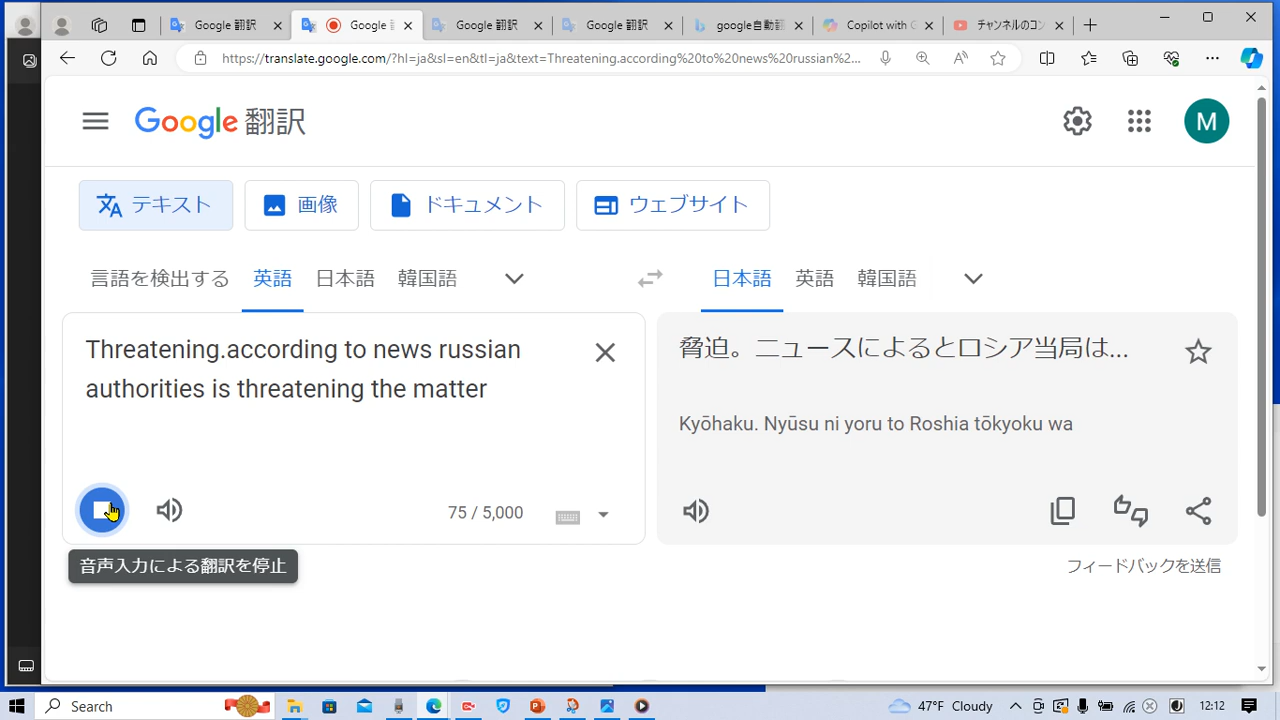 Google 翻訳
Google 翻
Google 翻訳
Google 翻訳
google自動翻
Copilot with G
チャンネルのコン
https://translate.google.com/?hl=ja&sl=en&tl=ja&text=Threatening.according%20to%20news%20russian%2...
Google 翻訳
M
テキスト
画像
ドキュメント
ウェブサイト
言語を検出する 英語 日本語 韓国語
日本語 英語 韓国語
Threatening.according to news russian
authorities is threatening the matter
75 / 5,000
脅迫。ニュースによるとロシア当局は...
Kyōhaku. Nyūsu ni yoru to Roshia tōkyoku wa
音声入力による翻訳を停止
フィードバックを送信
Search
47°F Cloudy
12:12